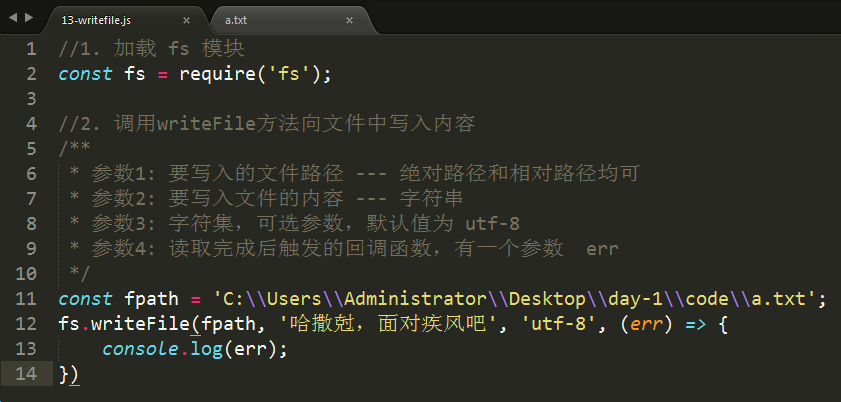 13-writefile.js
a.txt
1 //1. 加载 fs 模块
2 const fs = require('fs');
3
4 //2. 调用writeFile方法向文件中写入内容
5 /**
6  * 参数1: 要写入的文件路径 --- 绝对路径和相对路径均可
7  * 参数2: 要写入文件的内容 --- 字符串
8  * 参数3: 字符集，可选参数，默认值为 utf-8
9  * 参数4: 读取完成后触发的回调函数，有一个参数  err
10  */
11 const fpath = 'C:\\Users\\Administrator\\Desktop\\day-1\\code\\a.txt';
12 fs.writeFile(fpath, '哈撒尅，面对疾风吧', 'utf-8', (err) => {
13     console.log(err);
14 })